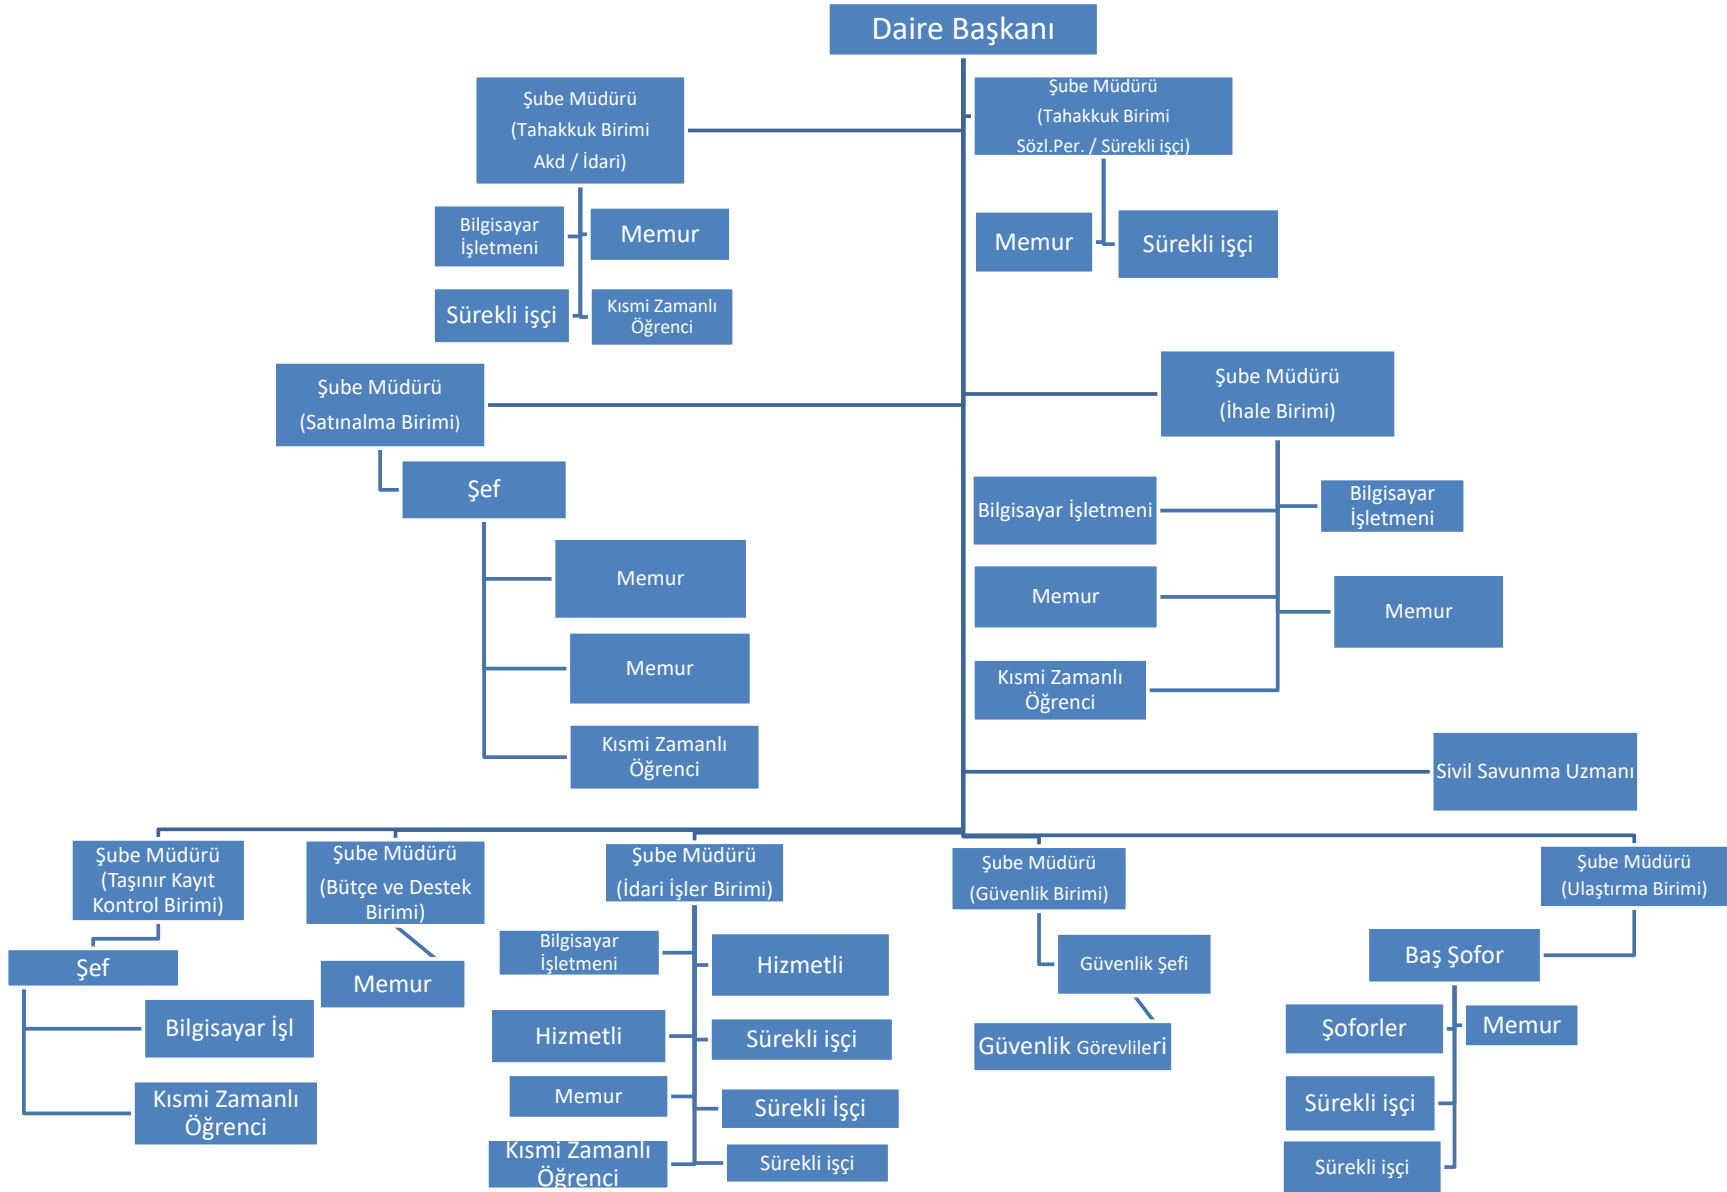 Daire Başkanı
Şube Müdürü
(Tahakkuk Birimi
Akd / İdari)
Şube Müdürü
(Tahakkuk Birimi
Sözl.Per. / Sürekli işçi)
Bilgisayar
İşletmeni
Memur
Sürekli işçi
Kısmi Zamanlı
Öğrenci
Memur
Sürekli işçi
Şube Müdürü
(Satınalma Birimi)
Şef
Memur
Memur
Kısmi Zamanlı
Öğrenci
Şube Müdürü
(İhale Birimi)
Bilgisayar İşletmeni
Bilgisayar
İşletmeni
Memur
Memur
Kısmi Zamanlı
Öğrenci
Sivil Savunma Uzmanı
Şube Müdürü
(Taşınır Kayıt
Kontrol Birimi)
Şef
Bilgisayar İşl
Kısmi Zamanlı
Öğrenci
Şube Müdürü
(Bütçe ve Destek
Birimi)
Memur
Şube Müdürü
(İdari İşler Birimi)
Bilgisayar
İşletmeni
Hizmetli
Hizmetli
Sürekli işçi
Memur
Sürekli İşçi
Kısmi Zamanlı
Öğrenci
Sürekli işçi
Şube Müdürü
(Güvenlik Birimi)
Güvenlik Şefi
Güvenlik Görevlileri
Şube Müdürü
(Ulaştırma Birimi)
Baş Şofor
Şoforler
Memur
Sürekli işçi
Sürekli işçi